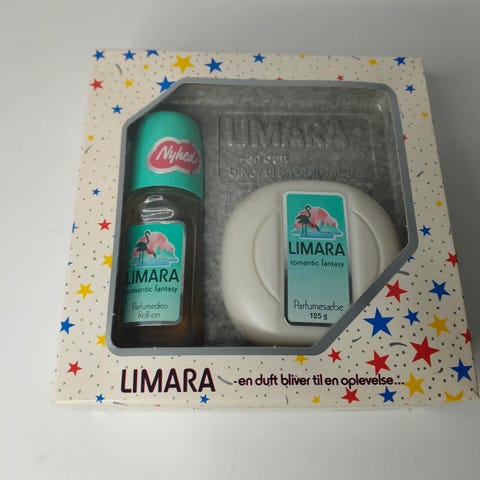 Nyhed
LIMARA
romantic fantasy
Parfumedeo
Roll-on
LIMARA
-en duft
bliver til en oplevelse...
LIMARA
romantic fantasy
Parfumesæbe
125 g
LIMARA -en duft bliver til en oplevelse...